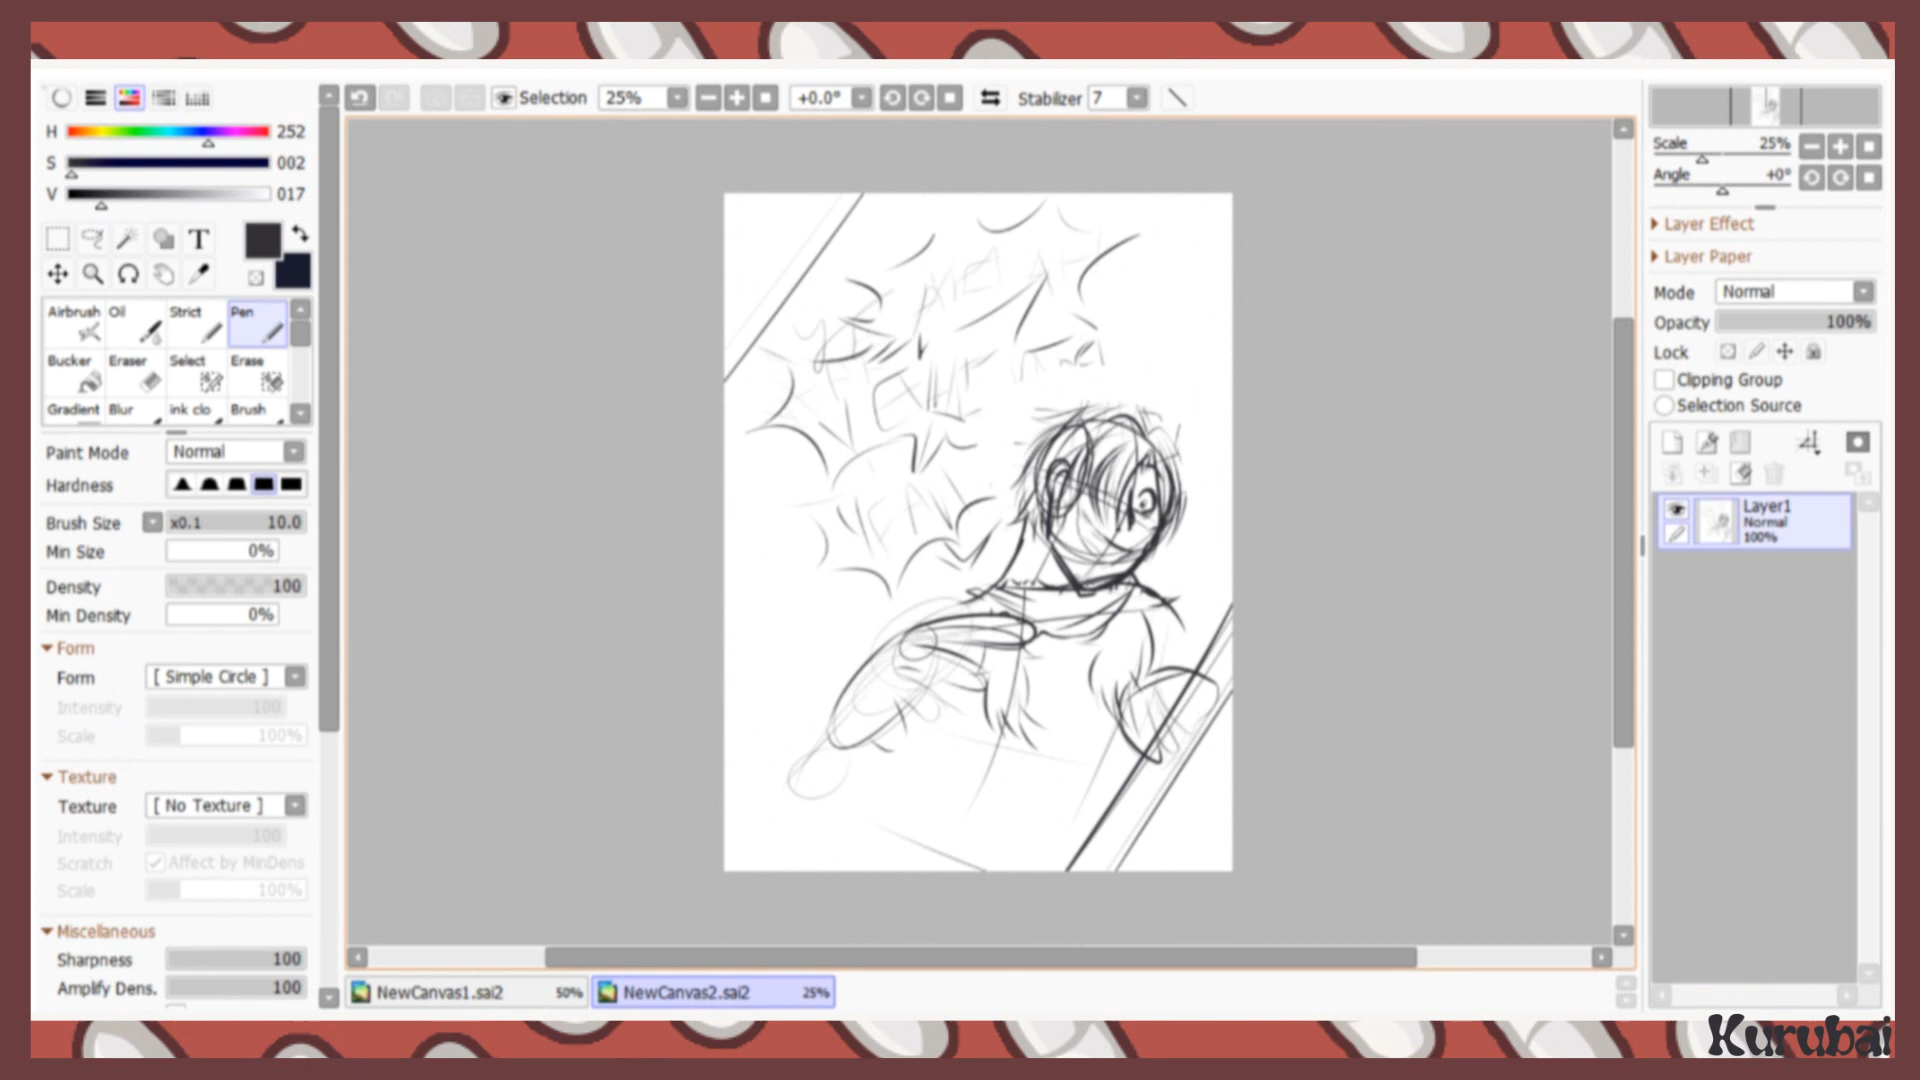 Selection 25% +0.0° Stabilizer 7
H 252
S 002
V 017
T
Airbrush Oil Strict Pen
Bucker Eraser Select Erase
Gradient Blur ink clo Brush
Paint Mode Normal
Hardness
Brush Size x0.1 10.0
Min Size 0%
Density 100
Min Density 0%
Form
Form [ Simple Circle ]
Intensity 100
Scale 100%
Texture
Texture [ No Texture ]
Intensity 100
Scratch Affect by MinDens
Scale 100%
Miscellaneous
Sharpness 100
Amplify Dens. 100
NewCanvas1.sai2 50% NewCanvas2.sai2 25%
Scale 25%
Angle +0°
Layer Effect
Layer Paper
Mode Normal
Opacity 100%
Lock
Clipping Group
Selection Source
Layer1
Normal
100%
Kurubai